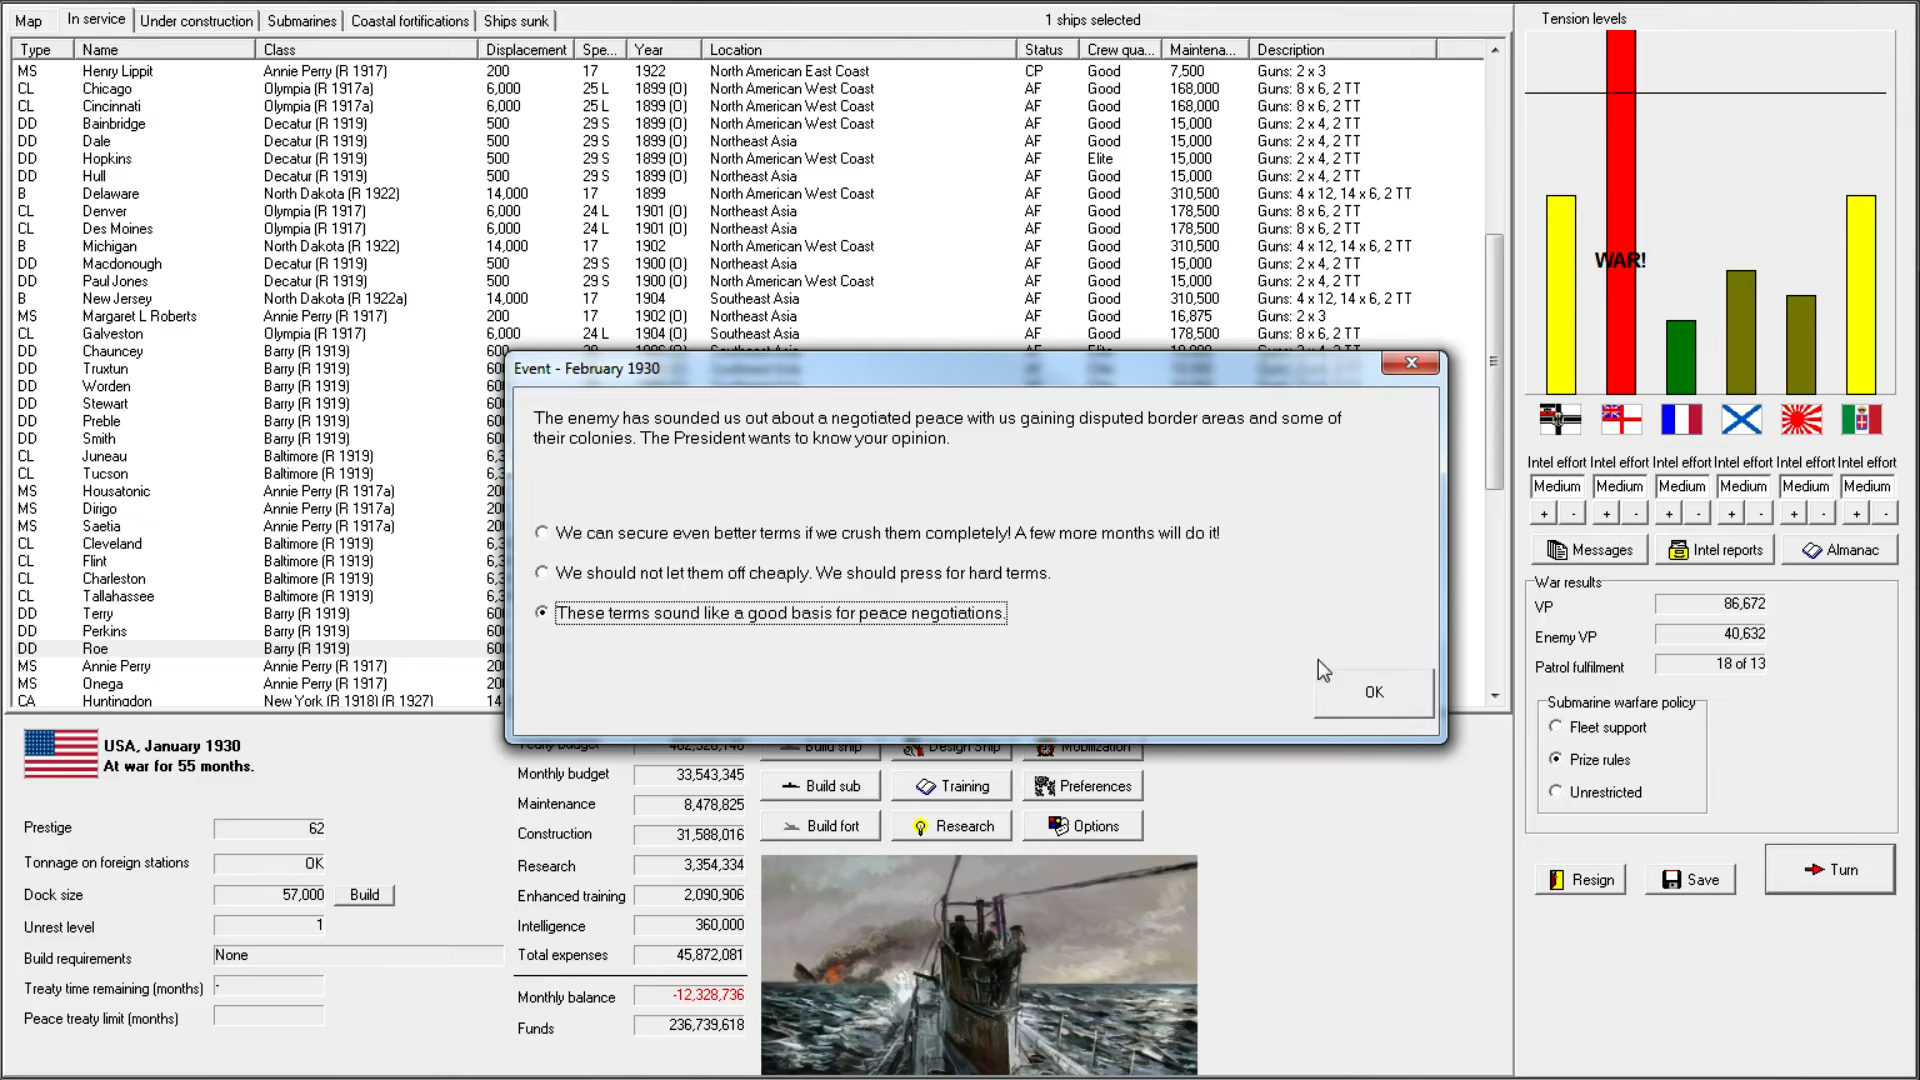 Map In service Under construction Submarines Coastal fortifications Ships sunk 1 ships selected Tension levels
Type Name Class Displacement Spe... Year Location Status Crew qua... Maintena... Description
MS Henry Lippit Annie Perry (R 1917) 200 17 1922 North American East Coast CP Good 7,500 Guns: 2 x 3
CL Chicago Olympia (R 1917a) 6,000 25 L 1899 (O) North American West Coast AF Good 168,000 Guns: 8 x 6, 2 TT
CL Cincinnati Olympia (R 1917a) 6,000 25 L 1899 (O) North American West Coast AF Good 168,000 Guns: 8 x 6, 2 TT
DD Bainbridge Decatur (R 1919) 500 29 S 1899 (O) North American West Coast AF Good 15,000 Guns: 2 x 4, 2 TT
DD Dale Decatur (R 1919) 500 29 S 1899 (O) Northeast Asia AF Good 15,000 Guns: 2 x 4, 2 TT
DD Hopkins Decatur (R 1919) 500 29 S 1899 (O) North American West Coast AF Elite 15,000 Guns: 2 x 4, 2 TT
DD Hull Decatur (R 1919) 500 29 S 1899 (O) Northeast Asia AF Good 15,000 Guns: 2 x 4, 2 TT
B Delaware North Dakota (R 1922) 14,000 17 1899 North American West Coast AF Good 310,500 Guns: 4 x 12, 14 x 6, 2 TT
CL Denver Olympia (R 1917) 6,000 24 L 1901 (O) Northeast Asia AF Good 178,500 Guns: 8 x 6, 2 TT
CL Des Moines Olympia (R 1917) 6,000 24 L 1901 (O) Northeast Asia AF Good 178,500 Guns: 8 x 6, 2 TT
B Michigan North Dakota (R 1922) 14,000 17 1902 North American West Coast AF Good 310,500 Guns: 4 x 12, 14 x 6, 2 TT
DD Macdonough Decatur (R 1919) 500 29 S 1900 (O) Northeast Asia AF Good 15,000 Guns: 2 x 4, 2 TT
DD Paul Jones Decatur (R 1919) 500 29 S 1900 (O) North American West Coast AF Good 15,000 Guns: 2 x 4, 2 TT
B New Jersey North Dakota (R 1922a) 14,000 17 1904 Southeast Asia AF Good 310,500 Guns: 4 x 12, 14 x 6, 2 TT
MS Margaret L Roberts Annie Perry (R 1917) 200 17 1902 (O) Northeast Asia AF Good 16,875 Guns: 2 x 3
CL Galveston Olympia (R 1917) 6,000 24 L 1904 (O) Southeast Asia AF Good 178,500 Guns: 8 x 6, 2 TT
DD Chauncey Barry (R 1919) 600
DD Truxtun Barry (R 1919) 600
DD Worden Barry (R 1919) 600
DD Stewart Barry (R 1919) 600
DD Preble Barry (R 1919) 600
DD Smith Barry (R 1919) 600
CL Juneau Baltimore (R 1919) 6,3
CL Tucson Baltimore (R 1919) 6,3
MS Housatonic Annie Perry (R 1917a) 200
MS Dirigo Annie Perry (R 1917a) 200
MS Saetia Annie Perry (R 1917a) 200
CL Cleveland Baltimore (R 1919) 6,3
CL Flint Baltimore (R 1919) 6,3
CL Charleston Baltimore (R 1919) 6,3
CL Tallahassee Baltimore (R 1919) 6,3
DD Terry Barry (R 1919) 600
DD Perkins Barry (R 1919) 600
DD Roe Barry (R 1919) 600
MS Annie Perry Annie Perry (R 1917) 200
MS Onega Annie Perry (R 1917) 200
CA Huntingdon New York (R 1918) (R 1927) 14
Event - February 1930
The enemy has sounded us out about a negotiated peace with us gaining disputed border areas and some of
their colonies. The President wants to know your opinion.
We can secure even better terms if we crush them completely! A few more months will do it!
We should not let them off cheaply. We should press for hard terms.
These terms sound like a good basis for peace negotiations.
OK
WAR!
Intel effort Intel effort Intel effort Intel effort Intel effort Intel effort
Medium Medium Medium Medium Medium Medium
+ - + - + - + - + - + -
Messages Intel reports Almanac
War results
VP 86,672
Enemy VP 40,632
Patrol fulfilment 18 of 13
Submarine warfare policy
Fleet support
Prize rules
Unrestricted
Resign Save Turn
USA, January 1930
At war for 55 months.
Prestige 62
Tonnage on foreign stations OK
Dock size 57,000 Build
Unrest level 1
Build requirements None
Treaty time remaining (months) -
Peace treaty limit (months)
Yearly budget
Monthly budget 33,543,345
Maintenance 8,478,825
Construction 31,588,016
Research 3,354,334
Enhanced training 2,090,906
Intelligence 360,000
Total expenses 45,872,081
Monthly balance -12,328,736
Funds 236,739,618
Build ship Design Ship Mobilization
Build sub Training Preferences
Build fort Research Options